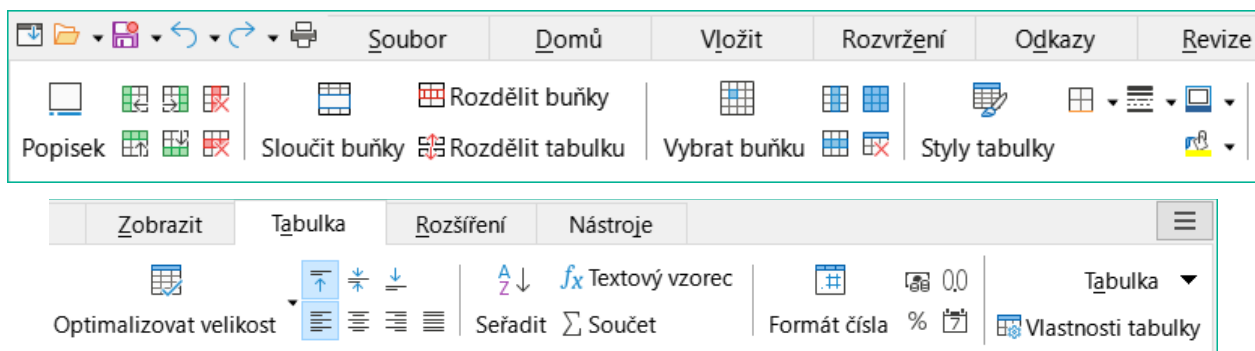 Soubor Domů Vložit Rozvržení Odkazy Revize
Rozdělit buňky
Popisek Sloučit buňky Rozdělit tabulku Vybrat buňku Styly tabulky
Zobrazit Tabulka Rozšíření Nástroje
Textový vzorec Tabulka
Optimalizovat velikost Seřadit Součet Formát čísla % Vlastnosti tabulky